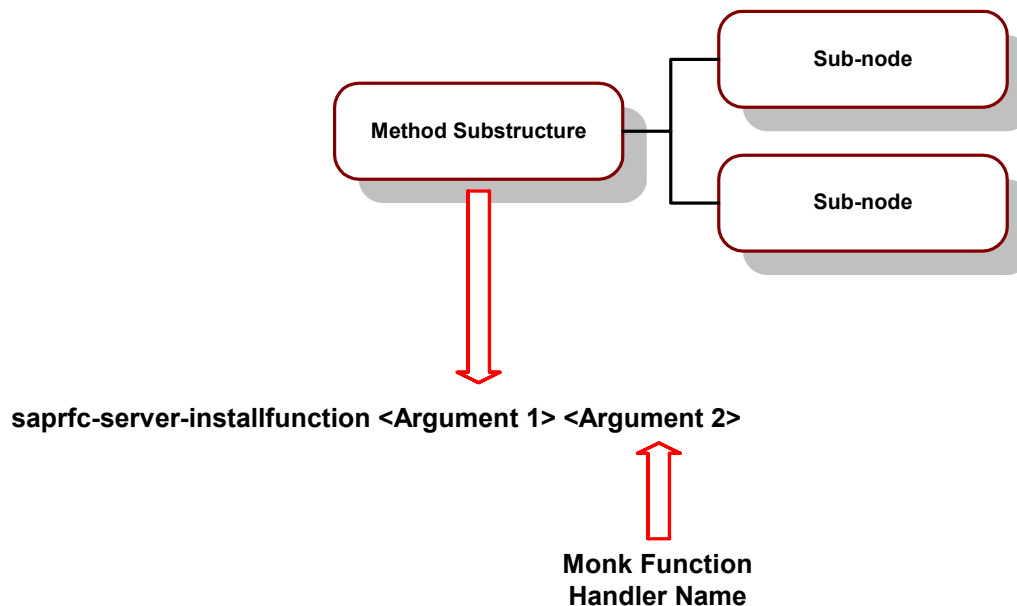 Sub-node
Method Substructure
Sub-node
saprfc-server-installfunction <Argument 1> <Argument 2>
Monk Function
Handler Name